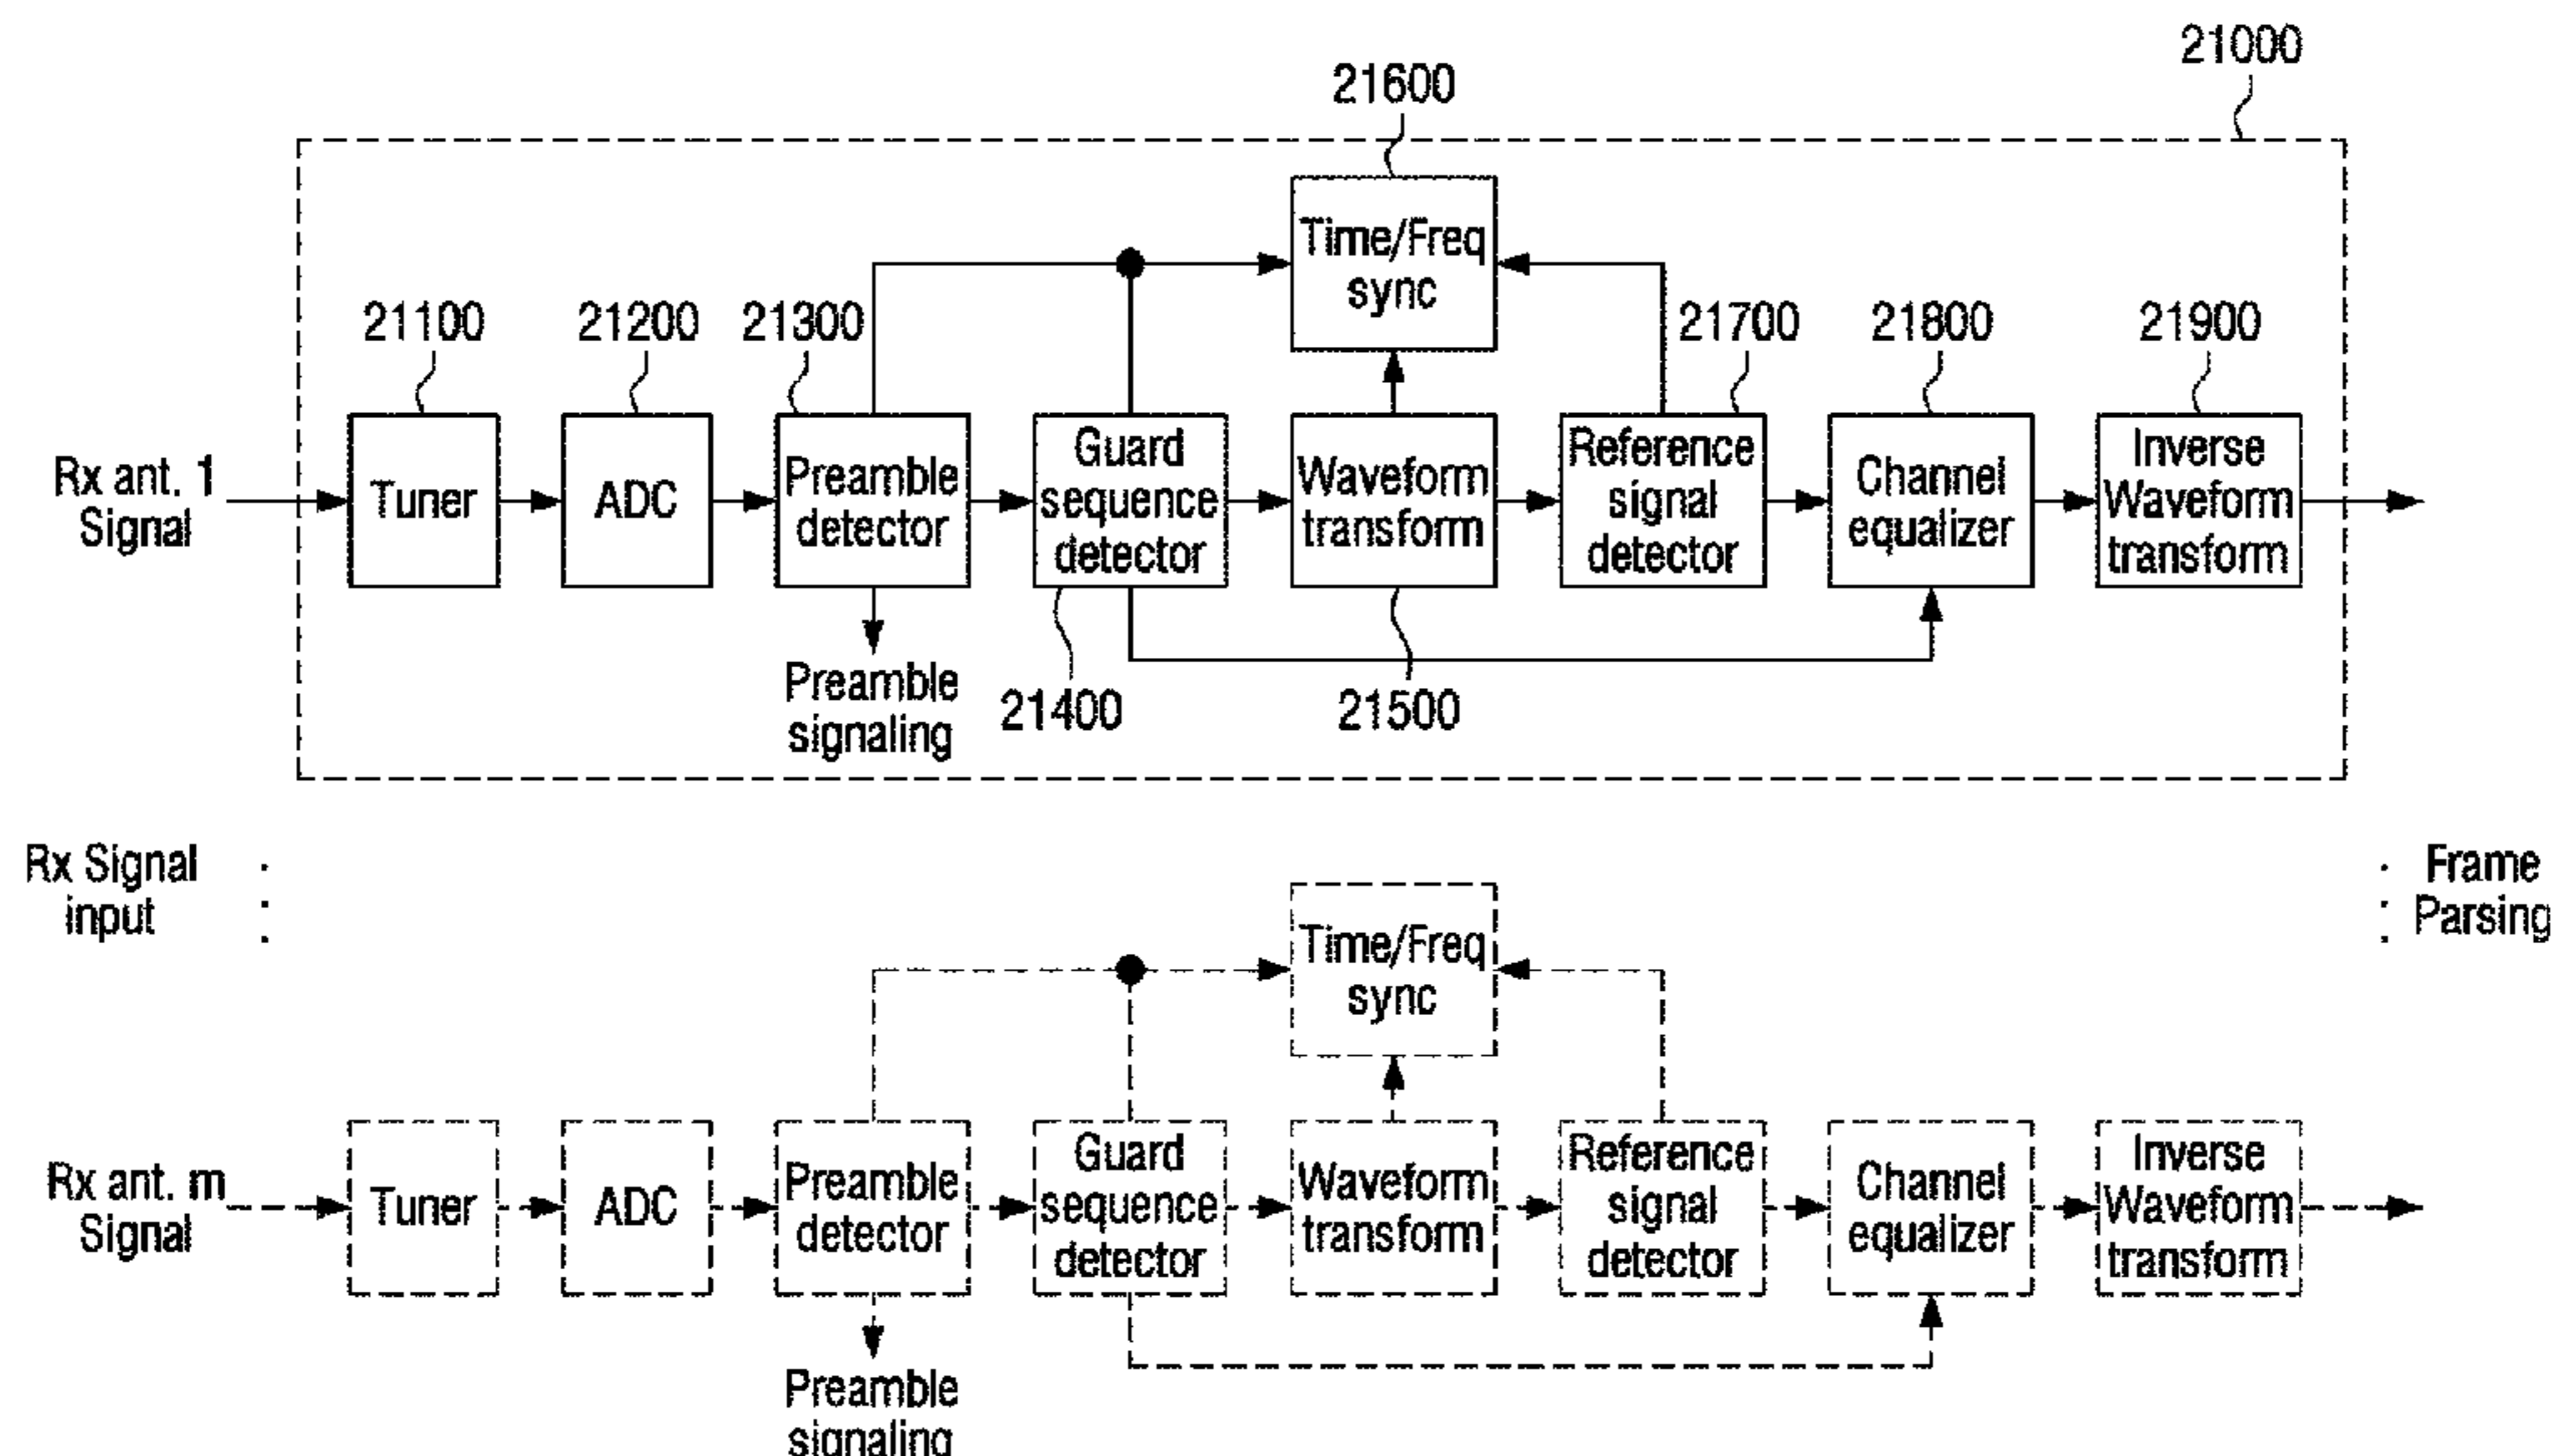 21000
21600
Time/Freq
sync
21100
21200
21300
21700
21800
21900
Rx ant. 1
Signal
Tuner
ADC
Preamble
detector
Guard
sequence
detector
Waveform
transform
Reference
signal
detector
Channel
equalizer
Inverse
Waveform
transform
Preamble
signaling
21400
21500
Rx Signal
input
Frame
Parsing
Time/Freq
sync
Rx ant. m
Signal
Tuner
ADC
Preamble
detector
Guard
sequence
detector
Waveform
transform
Reference
signal
detector
Channel
equalizer
Inverse
Waveform
transform
Preamble
signaling